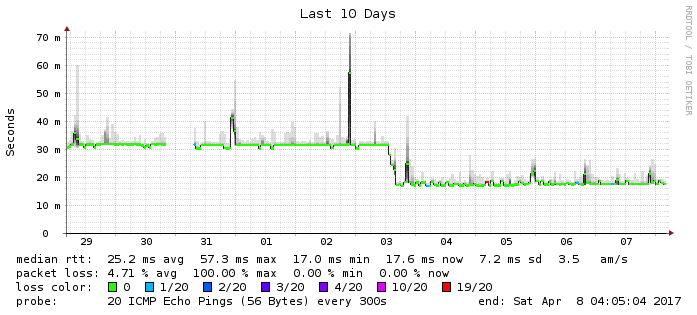 Last 10 Days
RRDTOOL / TOBI OETIKER
Seconds
70 m
60 m
50 m
40 m
30 m
20 m
10 m
0
29 30 31 01 02 03 04 05 06 07
median rtt: 25.2 ms avg 57.3 ms max 17.0 ms min 17.6 ms now 7.2 ms sd 3.5 am/s
packet loss: 4.71 % avg 100.00 % max 0.00 % min 0.00 % now
loss color: 0 1/20 2/20 3/20 4/20 10/20 19/20
probe: 20 ICMP Echo Pings (56 Bytes) every 300s end: Sat Apr 8 04:05:04 2017